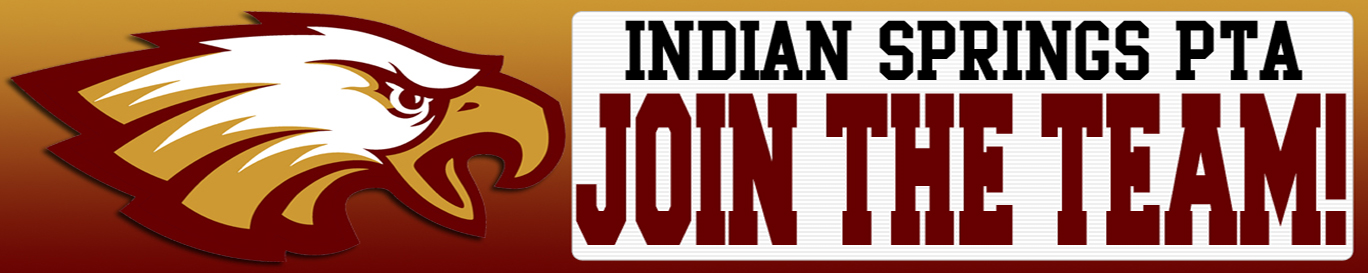 INDIAN SPRINGS PTA
JOIN THE TEAM!